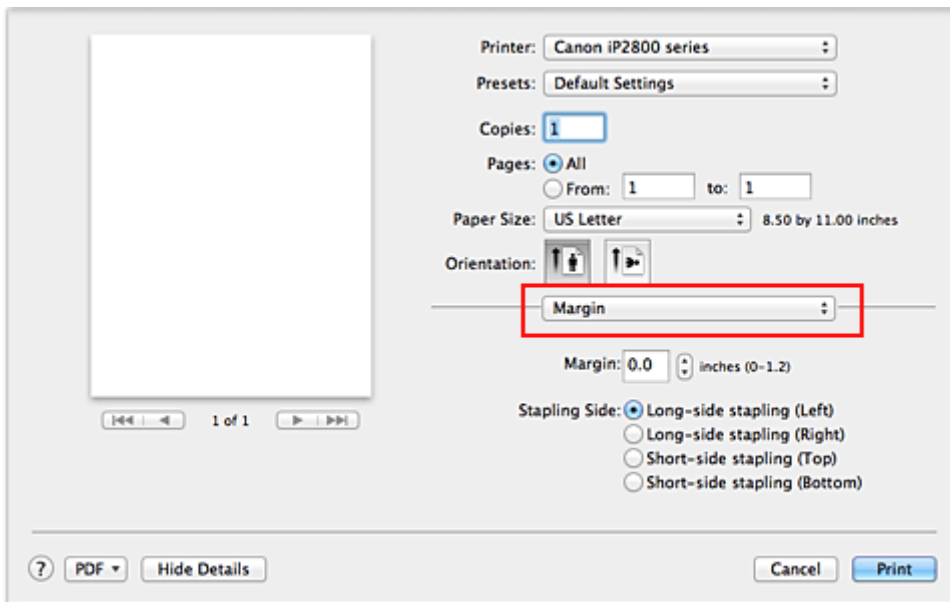 Printer: Canon iP2800 series
Presets: Default Settings
Copies: 1
Pages: All
From: 1 to: 1
Paper Size: US Letter 8.50 by 11.00 inches
Orientation:
Margin
Margin: 0.0 inches (0-1.2)
1 of 1
Stapling Side: Long-side stapling (Left)
Long-side stapling (Right)
Short-side stapling (Top)
Short-side stapling (Bottom)
? PDF Hide Details Cancel Print